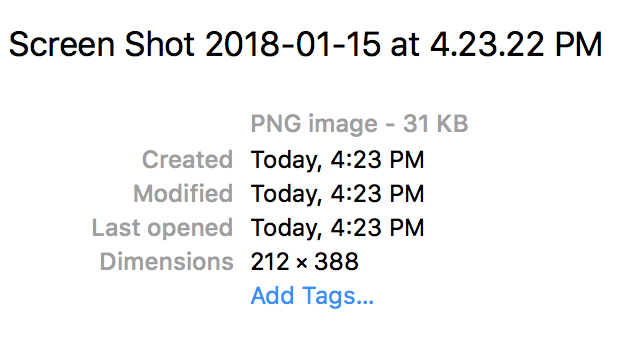 Screen Shot 2018-01-15 at 4.23.22 PM
PNG image - 31 KB
Created Today, 4:23 PM
Modified Today, 4:23 PM
Last opened Today, 4:23 PM
Dimensions 212 × 388
Add Tags...